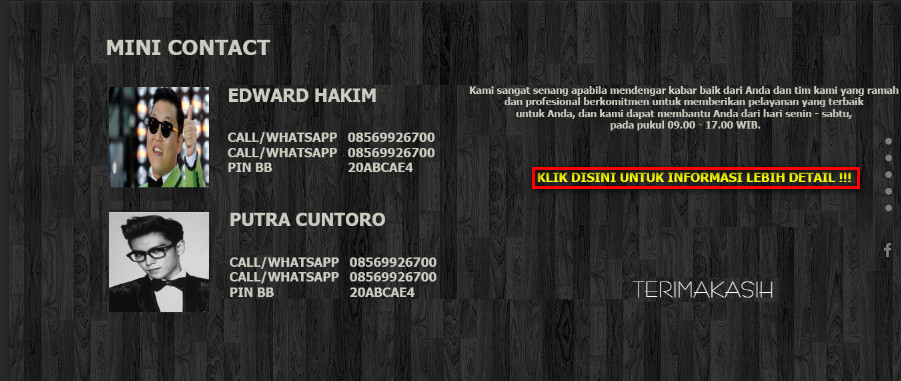 MINI CONTACT
EDWARD HAKIM
CALL/WHATSAPP 08569926700
CALL/WHATSAPP 08569926700
PIN BB 20ABCAE4
PUTRA CUNTORO
CALL/WHATSAPP 08569926700
CALL/WHATSAPP 08569926700
PIN BB 20ABCAE4
Kami sangat senang apabila mendengar kabar baik dari Anda dan tim kami yang ramah
dan profesional berkomitmen untuk memberikan pelayanan yang terbaik
untuk Anda, dan kami dapat membantu Anda dari hari senin - sabtu,
pada pukul 09.00 - 17.00 WIB.
KLIK DISINI UNTUK INFORMASI LEBIH DETAIL !!!
TERIMAKASIH